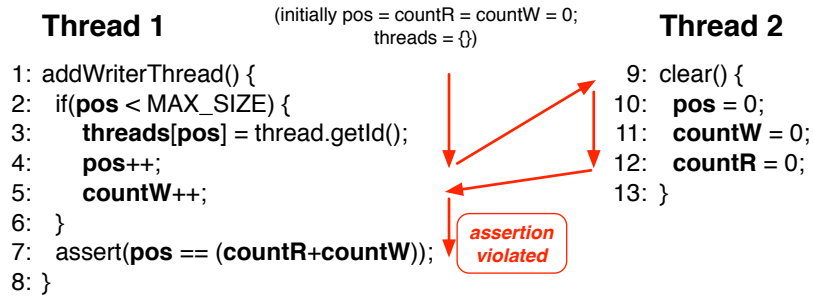 Thread 1
(initially pos = countR = countW = 0;
threads = {})
Thread 2
1: addWriterThread() {
2: if(pos < MAX_SIZE) {
3: threads[pos] = thread.getId();
4: pos++;
5: countW++;
6: }
7: assert(pos == (countR+countW));
8: }
assertion
violated
9: clear() {
10: pos = 0;
11: countW = 0;
12: countR = 0;
13: }